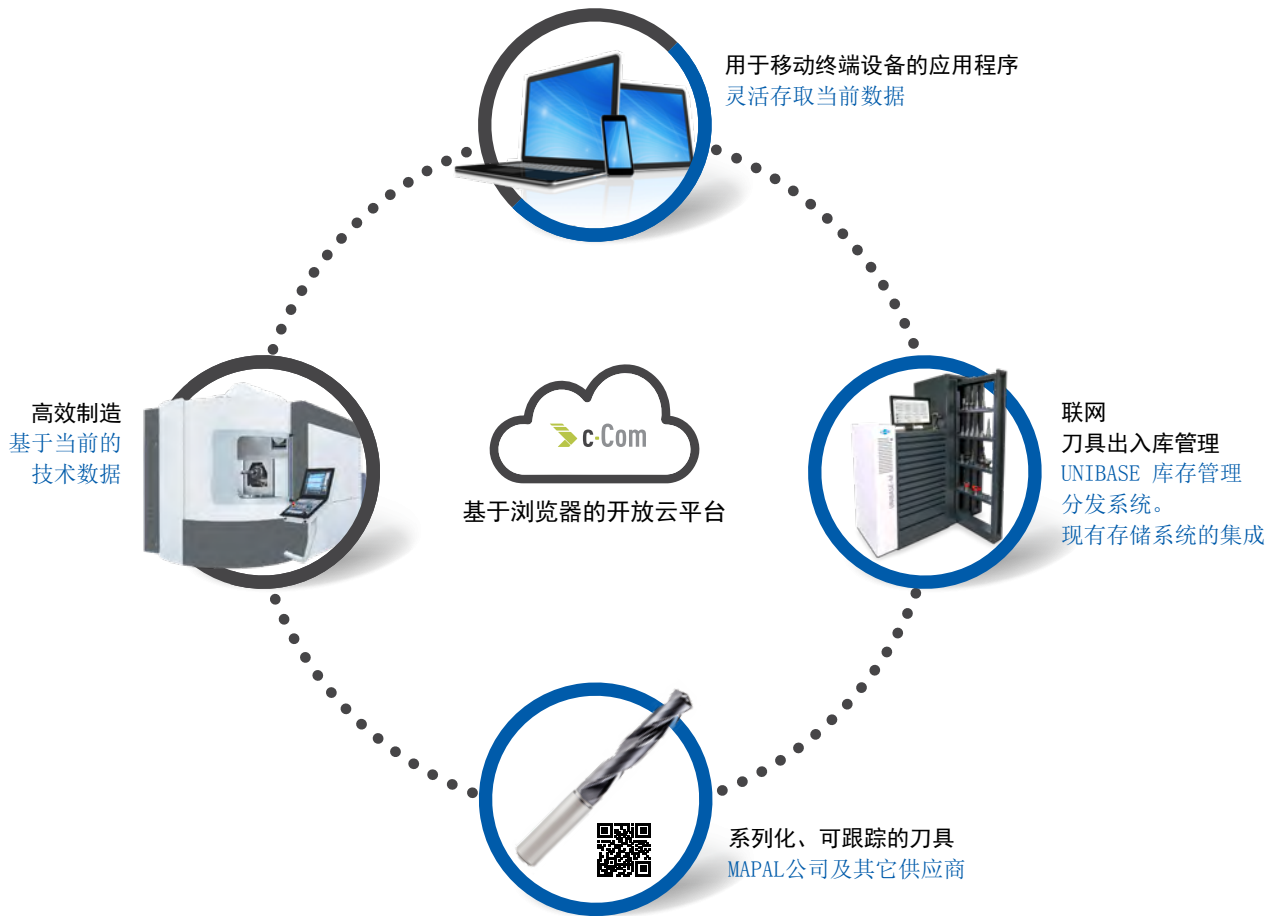 用于移动终端设备的应用程序
灵活存取当前数据
高效制造
基于当前的
技术数据
c·Com
基于浏览器的开放云平台
联网
刀具出入库管理
UNIBASE 库存管理
分发系统。
现有存储系统的集成
系列化、可跟踪的刀具
MAPAL公司及其它供应商